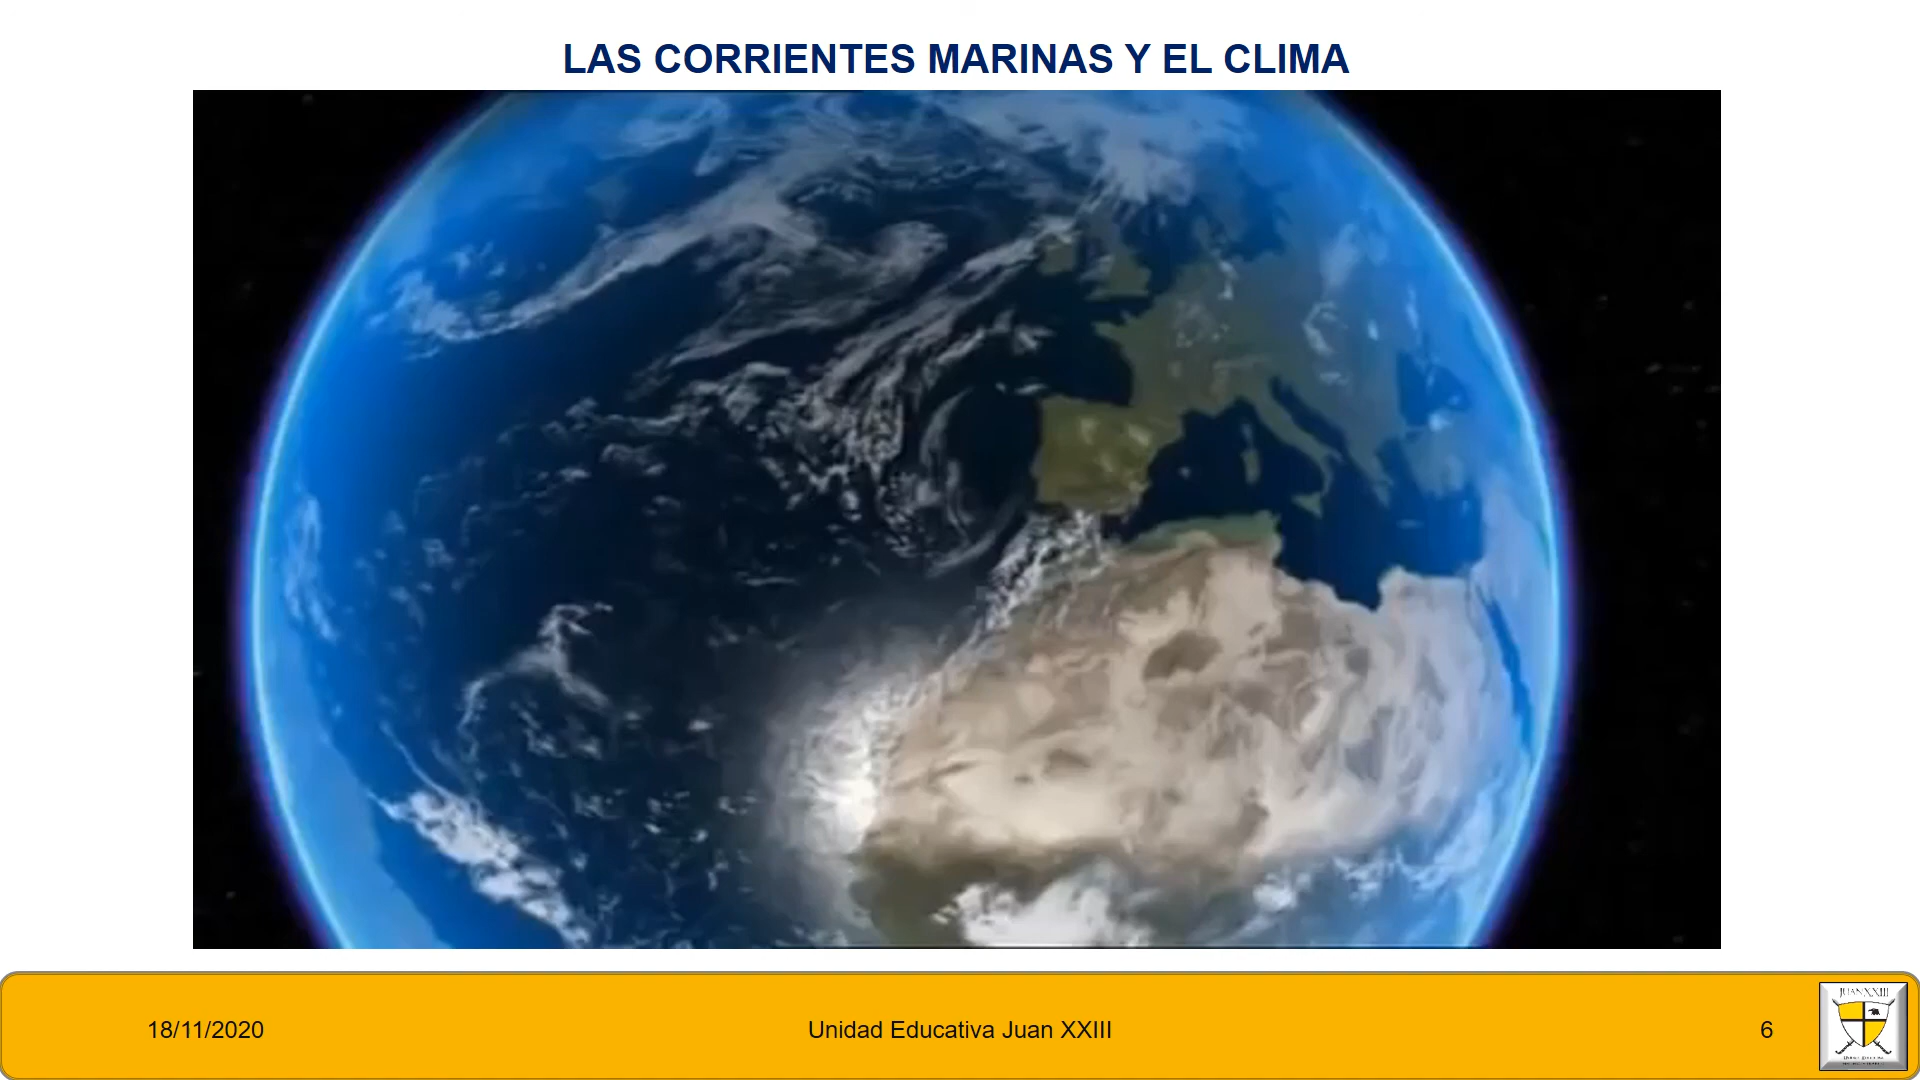 LAS CORRIENTES MARINAS Y EL CLIMA
18/11/2020
Unidad Educativa Juan XXIII
6
JUAN XXIII